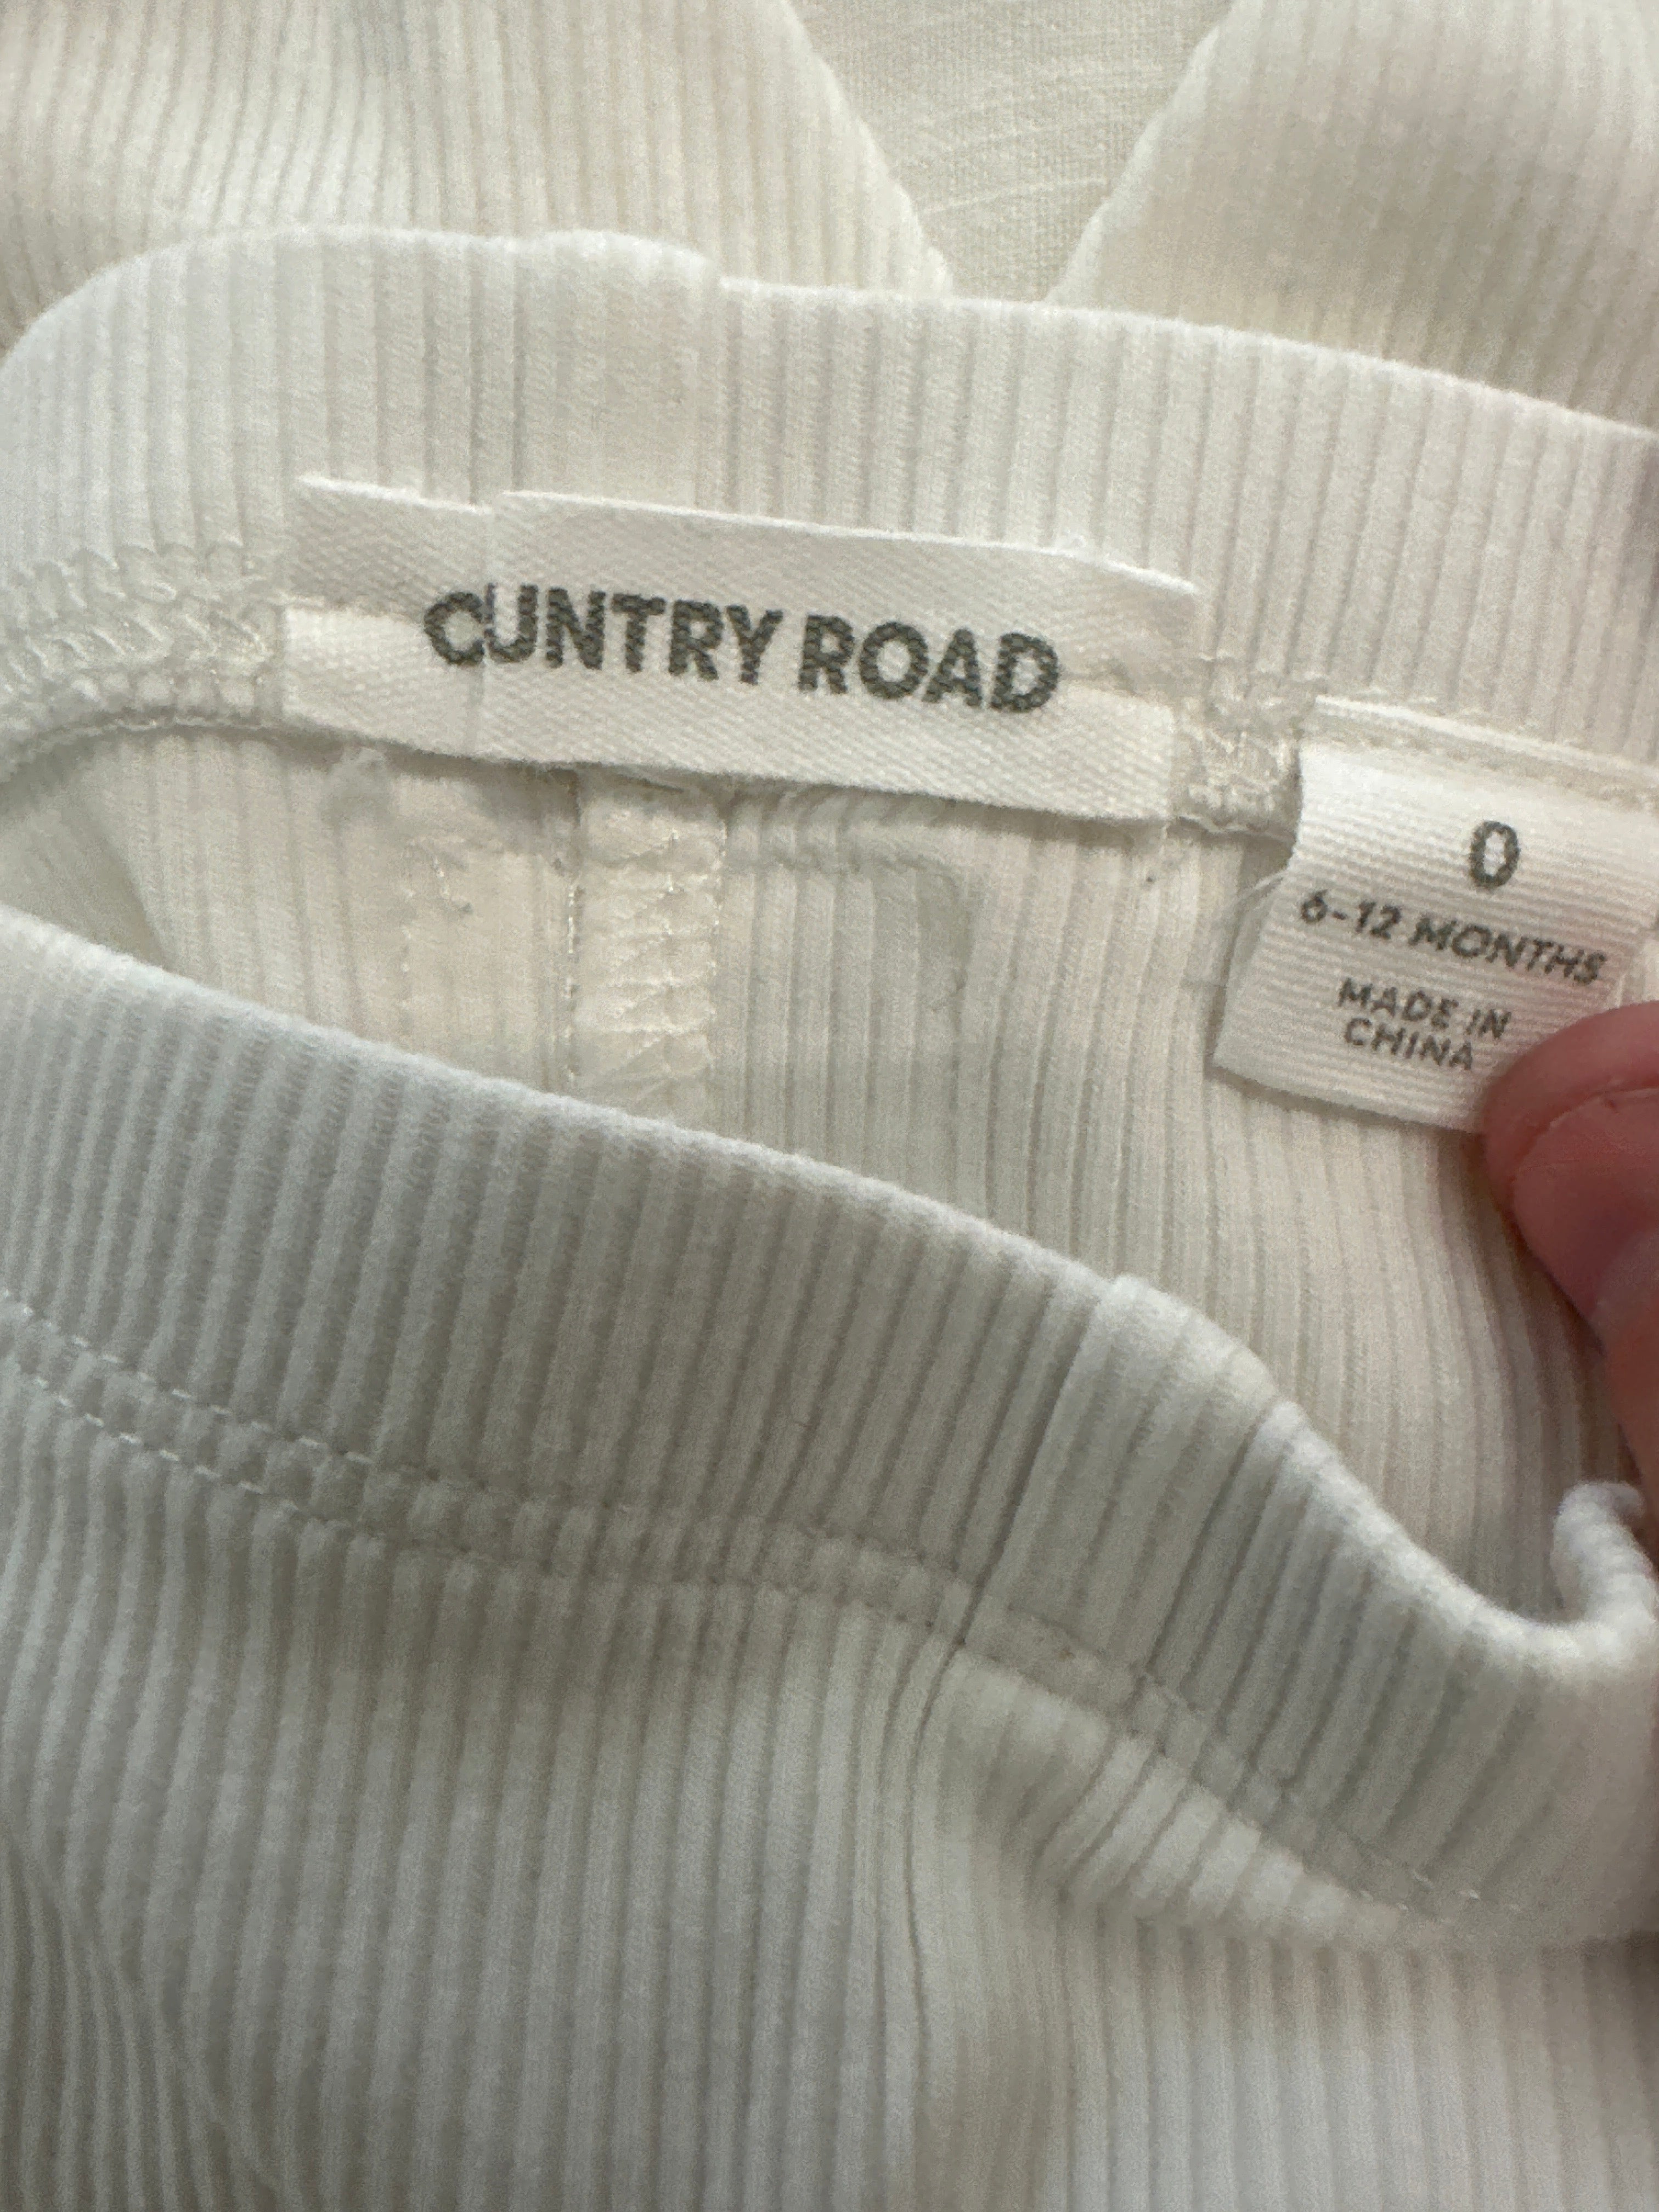 CUNTRY ROAD
0
6-12 MONTHS
MADE IN
CHINA